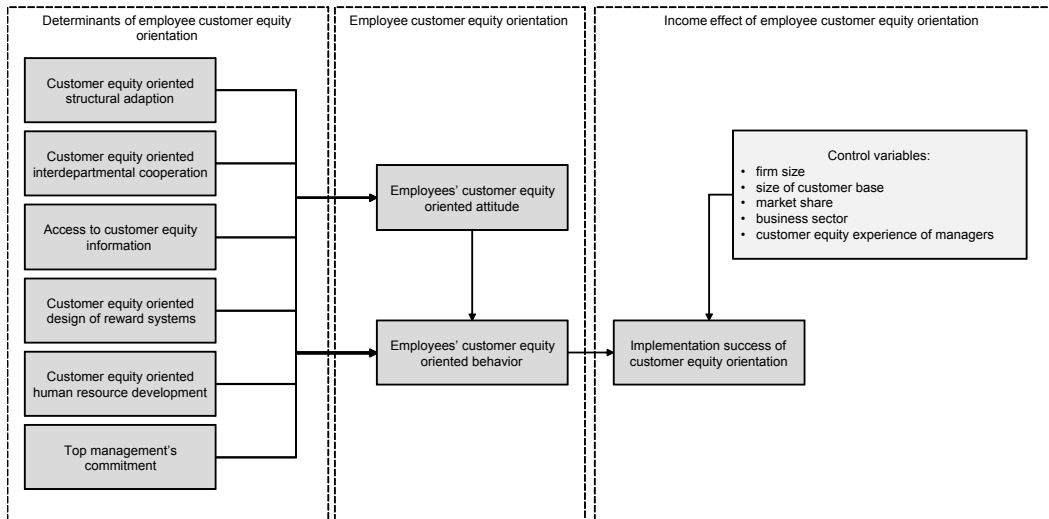 Determinants of employee customer equity
orientation
Customer equity oriented
structural adaption
Customer equity oriented
interdepartmental cooperation
Access to customer equity
information
Customer equity oriented
design of reward systems
Customer equity oriented
human resource development
Top management's
commitment
Employee customer equity orientation
Employees' customer equity
oriented attitude
Employees' customer equity
oriented behavior
Income effect of employee customer equity orientation
Control variables:
• firm size
• size of customer base
• market share
• business sector
• customer equity experience of managers
Implementation success of
customer equity orientation